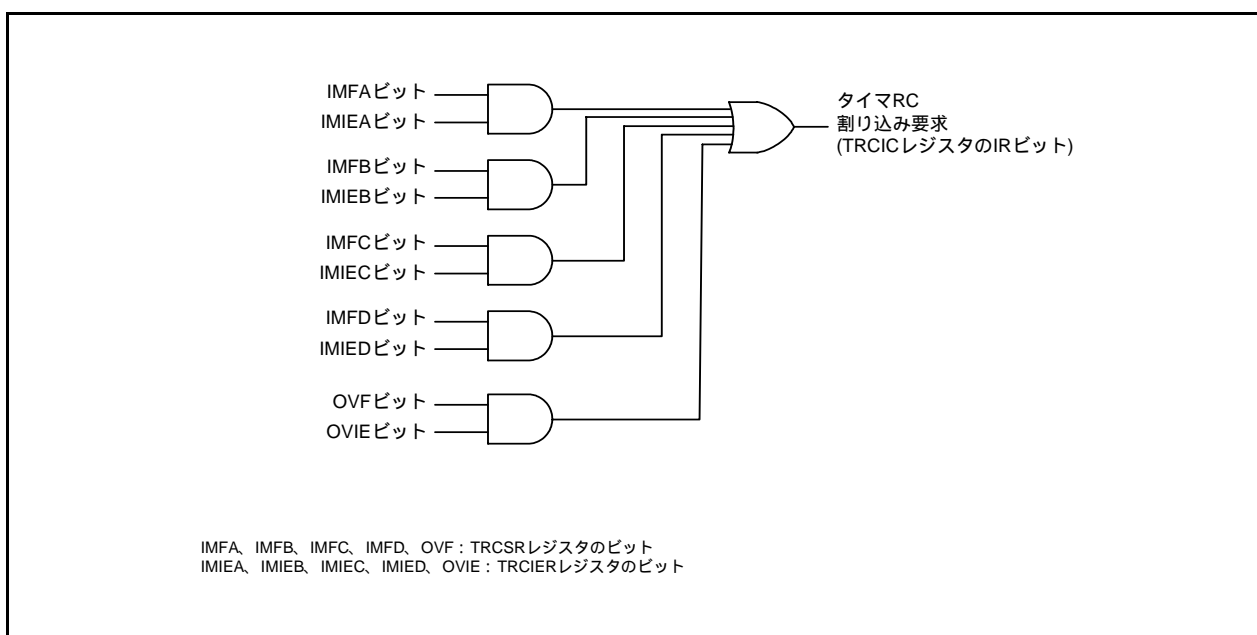 IMFAビット
IMIEAビット
IMFBビット
IMIEBビット
IMFCビット
IMIECビット
IMFDビット
IMIEDビット
OVFビット
OVIEビット
タイマRC
割り込み要求
(TRCICレジスタのIRビット)
IMFA、IMFB、IMFC、IMFD、OVF：TRCSRレジスタのビット
IMIEA、IMIEB、IMIEC、IMIED、OVIE：TRCIERレジスタのビット